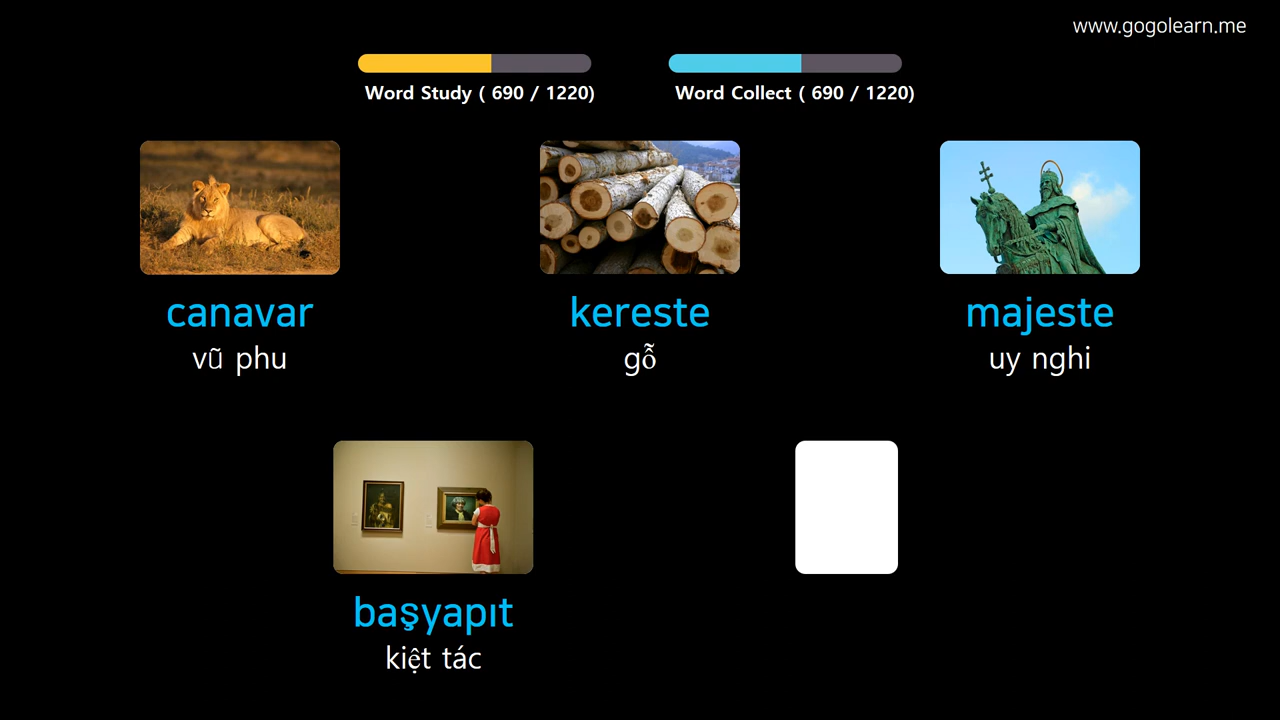 www.gogolearn.me
Word Study ( 690 / 1220)
Word Collect ( 690 / 1220)
canavar
vũ phu
kereste
gỗ
majeste
uy nghi
başyapıt
kiệt tác